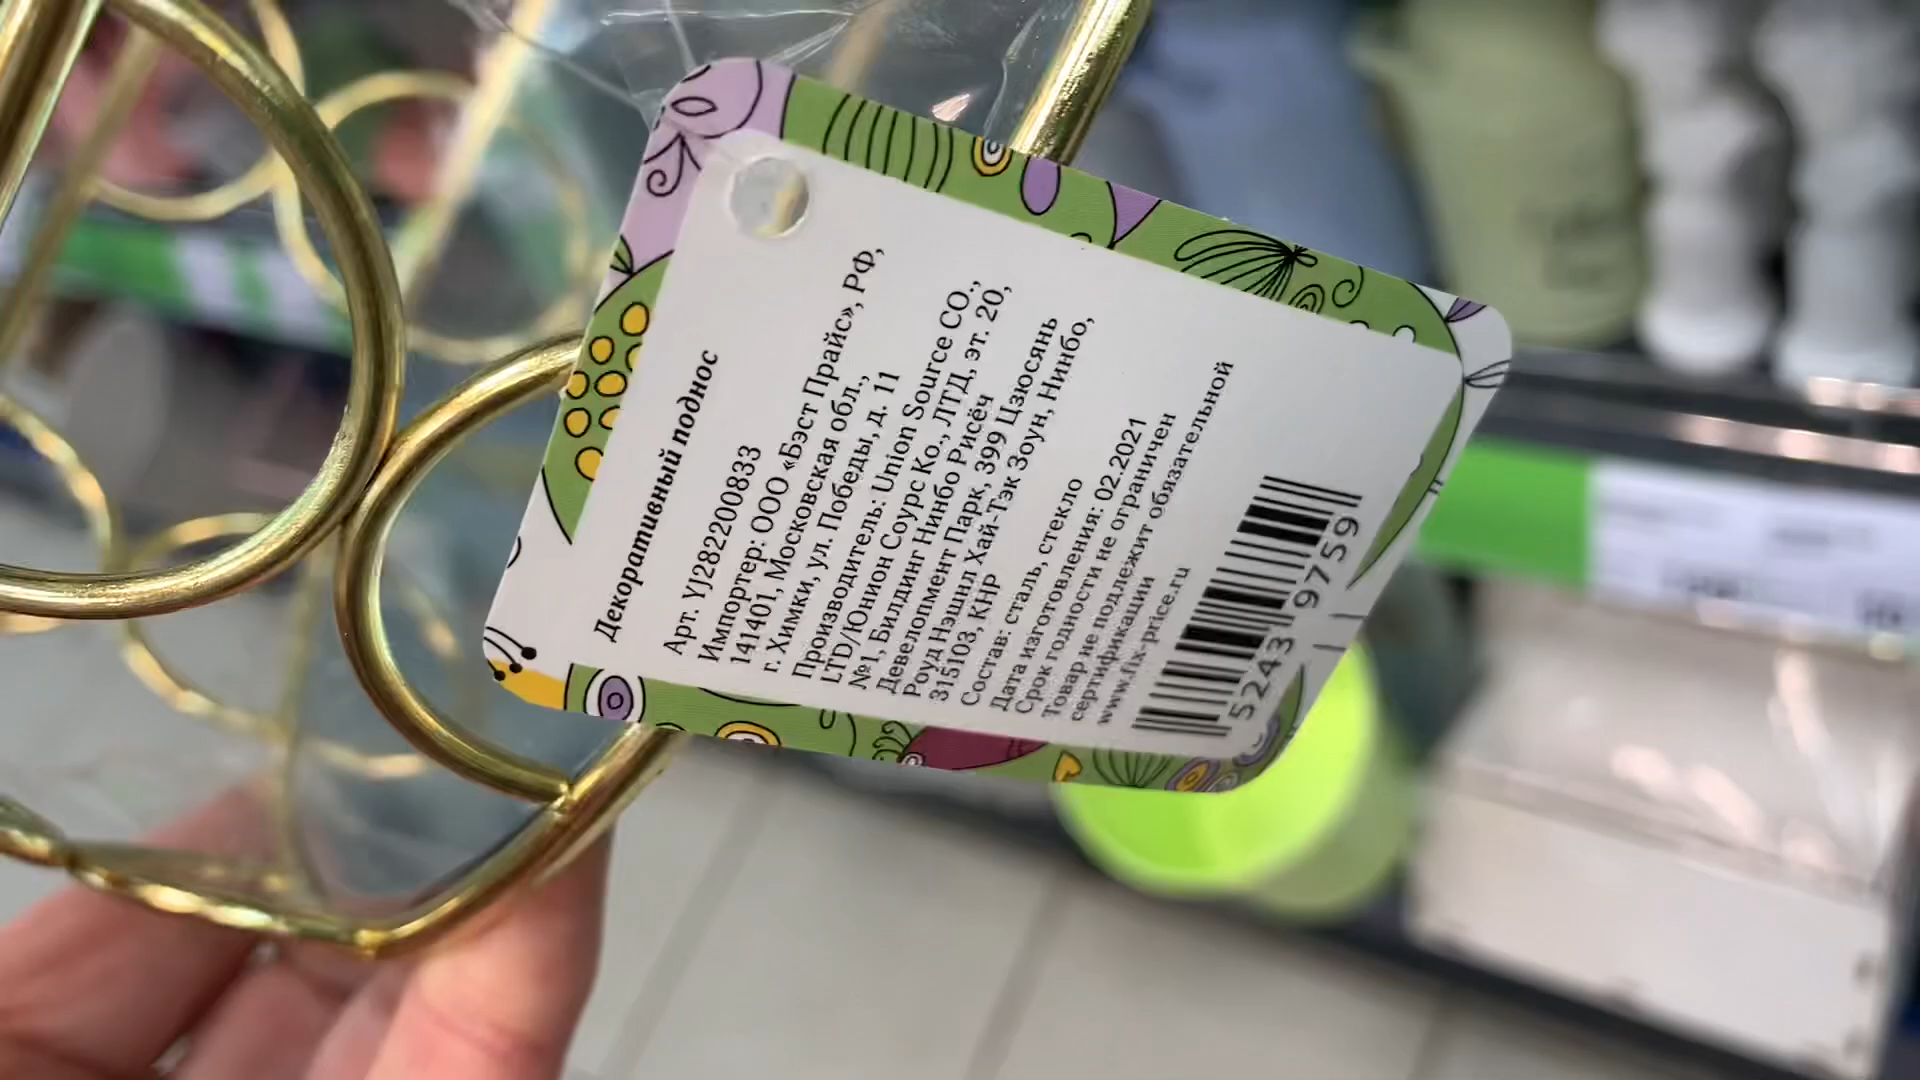 Декоративный поднос
Арт. YJ282200833
Импортер: ООО «Бэст Прайс», РФ,
141401, Московская обл.,
г. Химки, ул. Победы, д. 11
Производитель: Union Source CO.,
LTD/Юнион Соурс Ко., ЛТД, эт. 20,
№1, Билдинг Нинбо Рисёч
Девелопмент Парк, 399 Цзюсянь
Роуд Нэшнл Хай-Тэк Зоун, Нинбо,
315103, КНР
Состав: сталь, стекло
Дата изготовления: 02.2021
Срок годности не ограничен
Товар не подлежит обязательной
сертификации
www.fix-price.ru
5243 9759